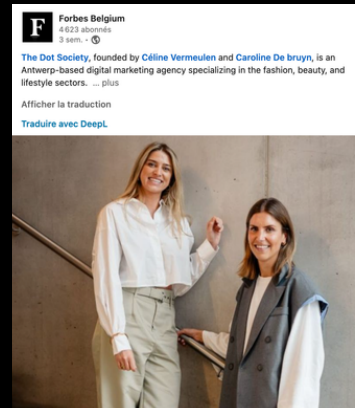 F
Forbes Belgium
4 623 abonnés
3 sem. •
The Dot Society, founded by Céline Vermeulen and Caroline De bruyn, is an
Antwerp-based digital marketing agency specializing in the fashion, beauty, and
lifestyle sectors. ... plus
Afficher la traduction
Traduire avec DeepL